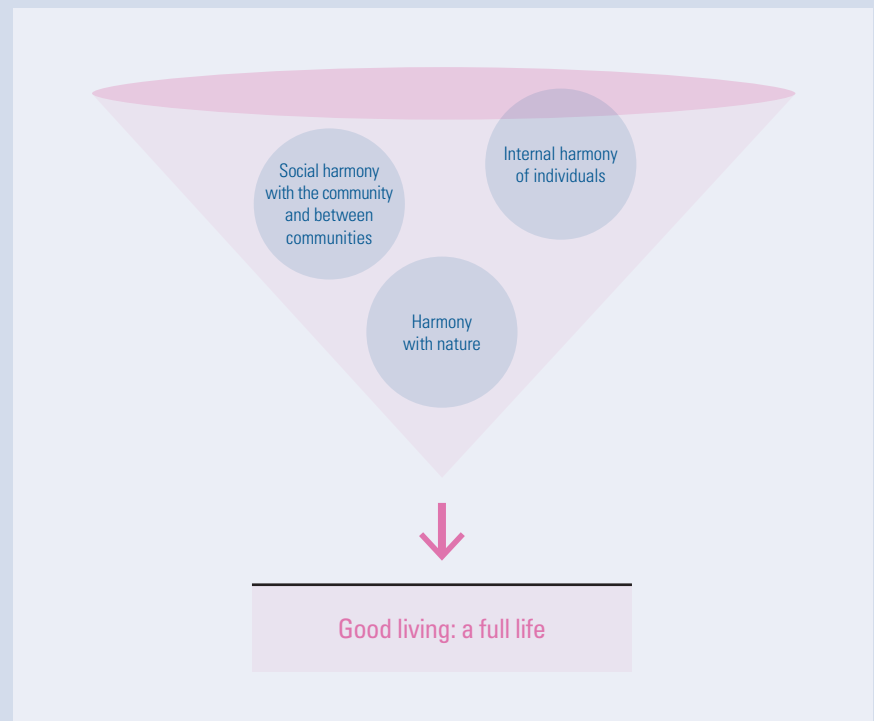 Social harmony
with the community
and between
communities
Internal harmony
of individuals
Harmony
with nature
Good living: a full life